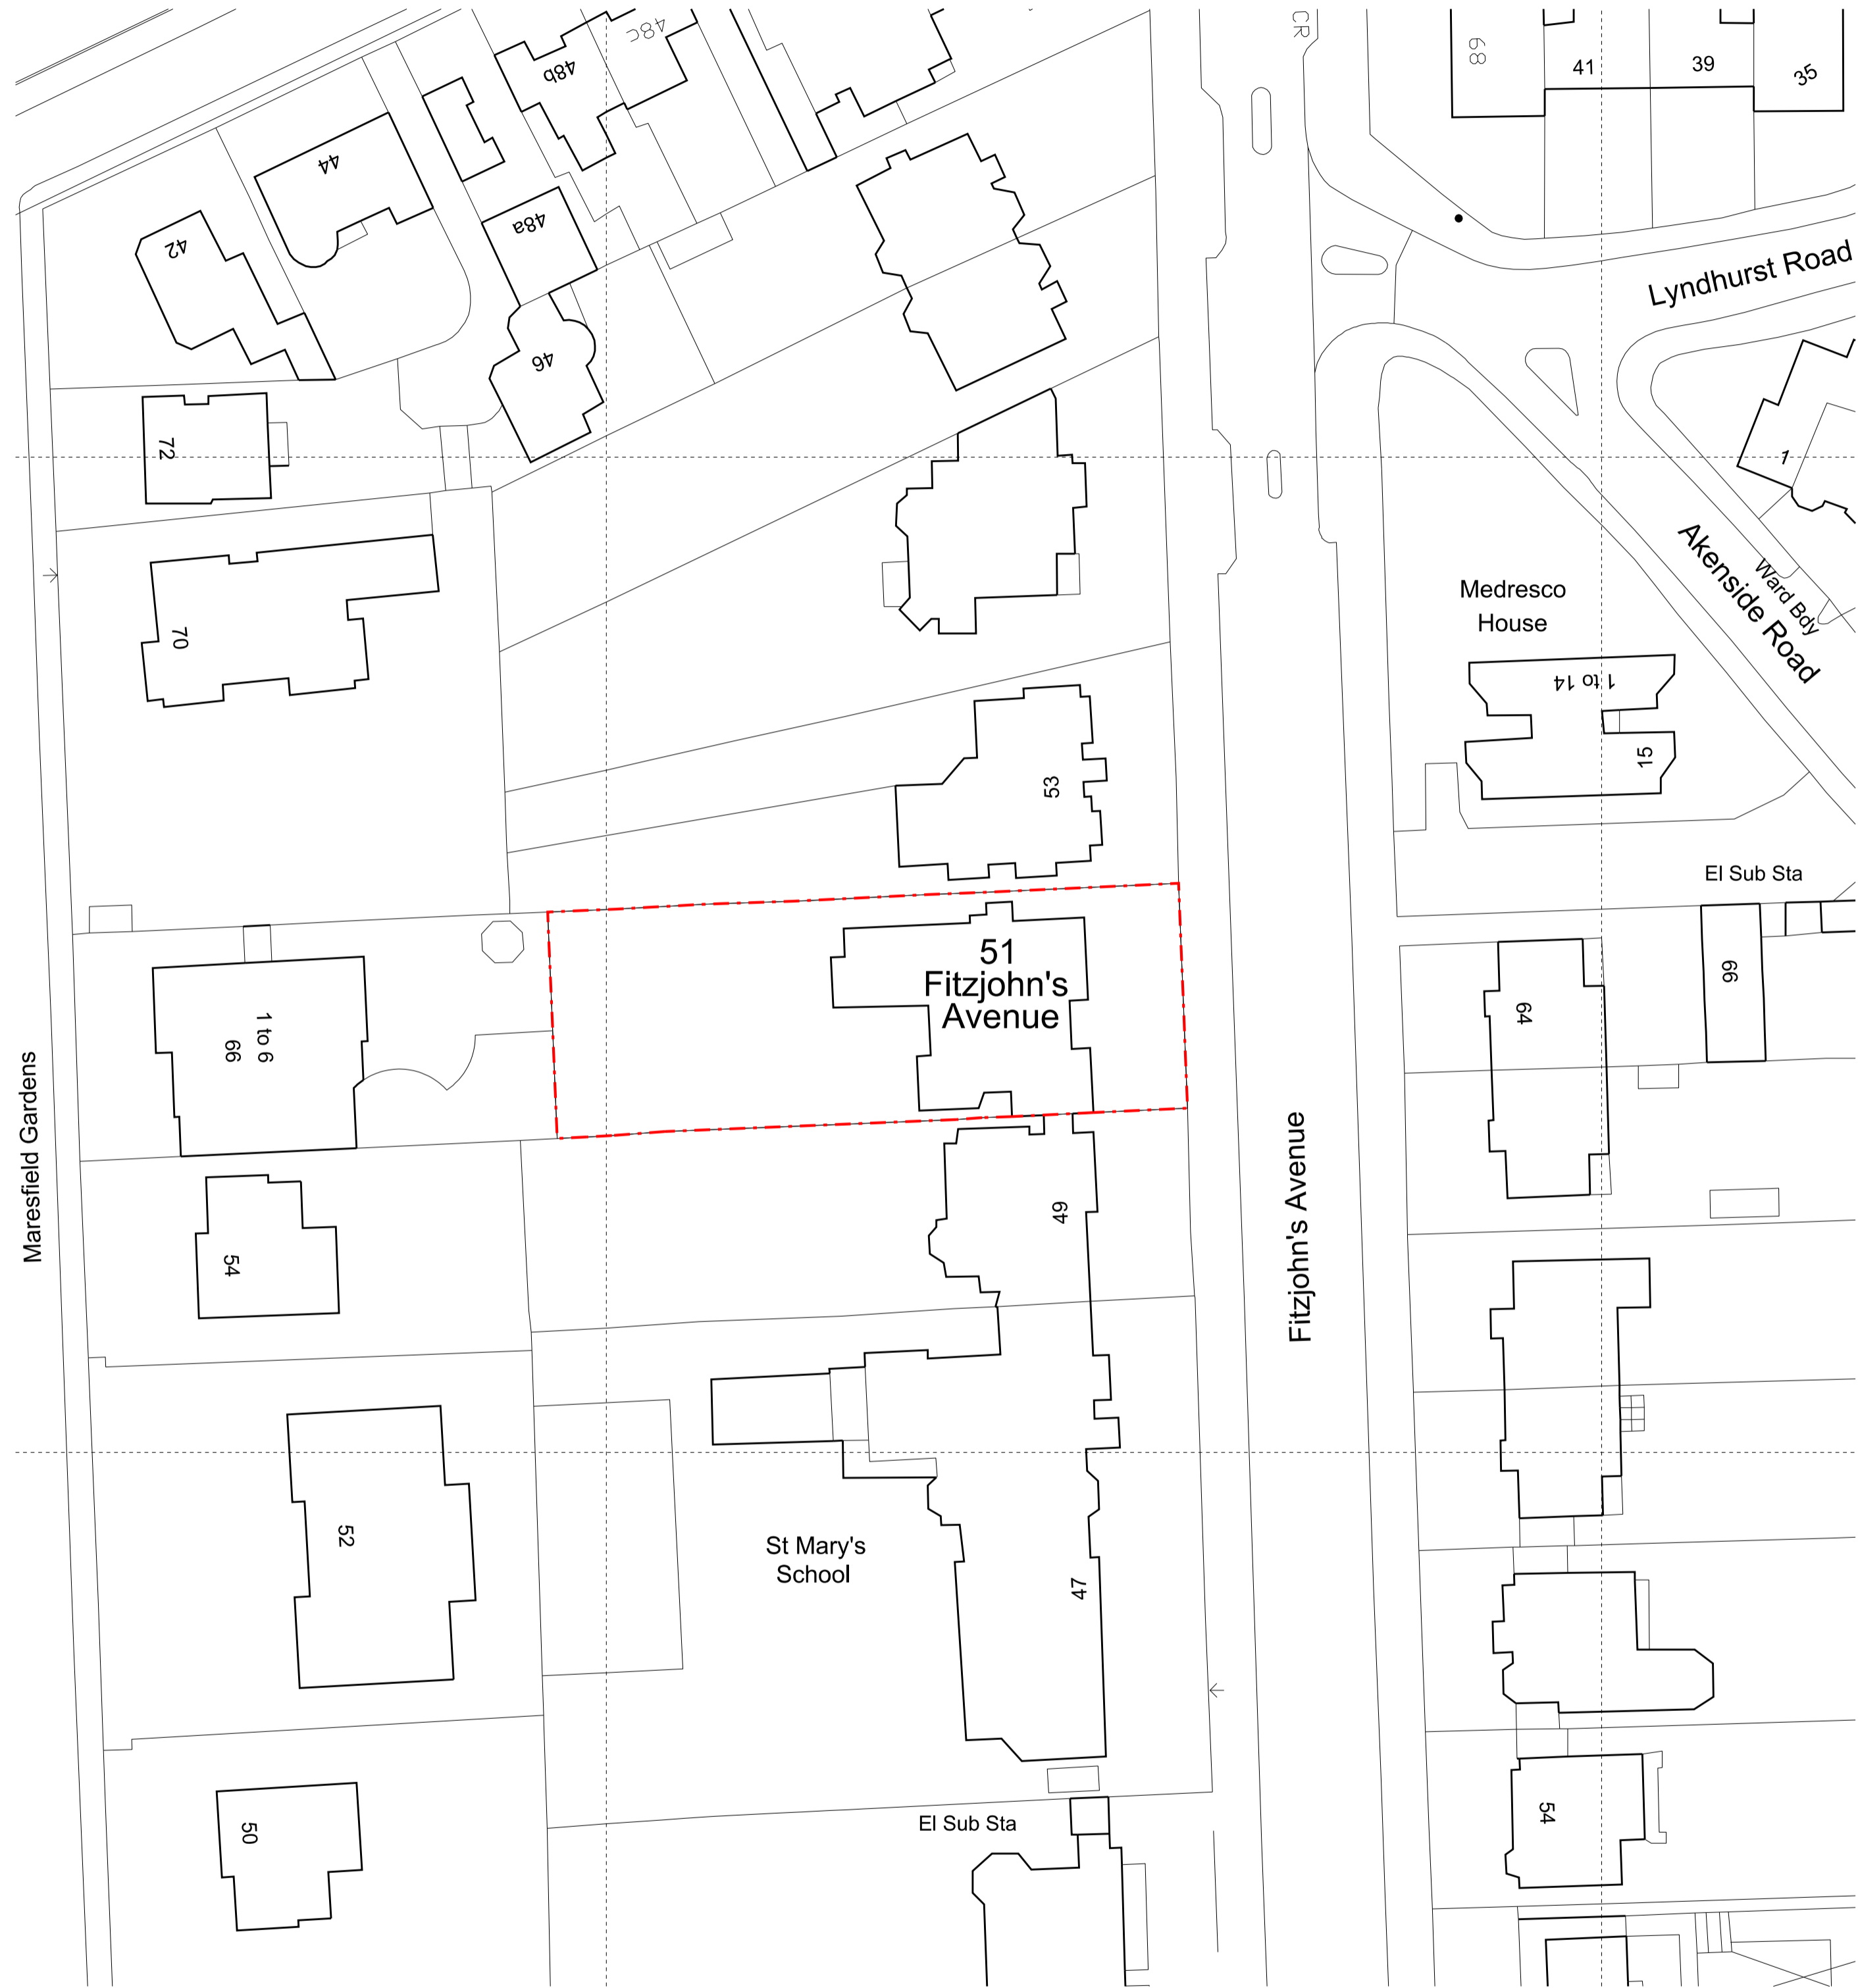 48c
CR
68
41
39
35
48b
44
48a
42
46
72
Lyndhurst Road
1
Akenside Road
Ward Bdy
Medresco
House
1 to 14
15
70
53
El Sub Sta
51
Fitzjohn's
Avenue
66
64
1 to 6
66
Maresfield Gardens
Fitzjohn's Avenue
49
54
52
St Mary's
School
47
54
50
El Sub Sta